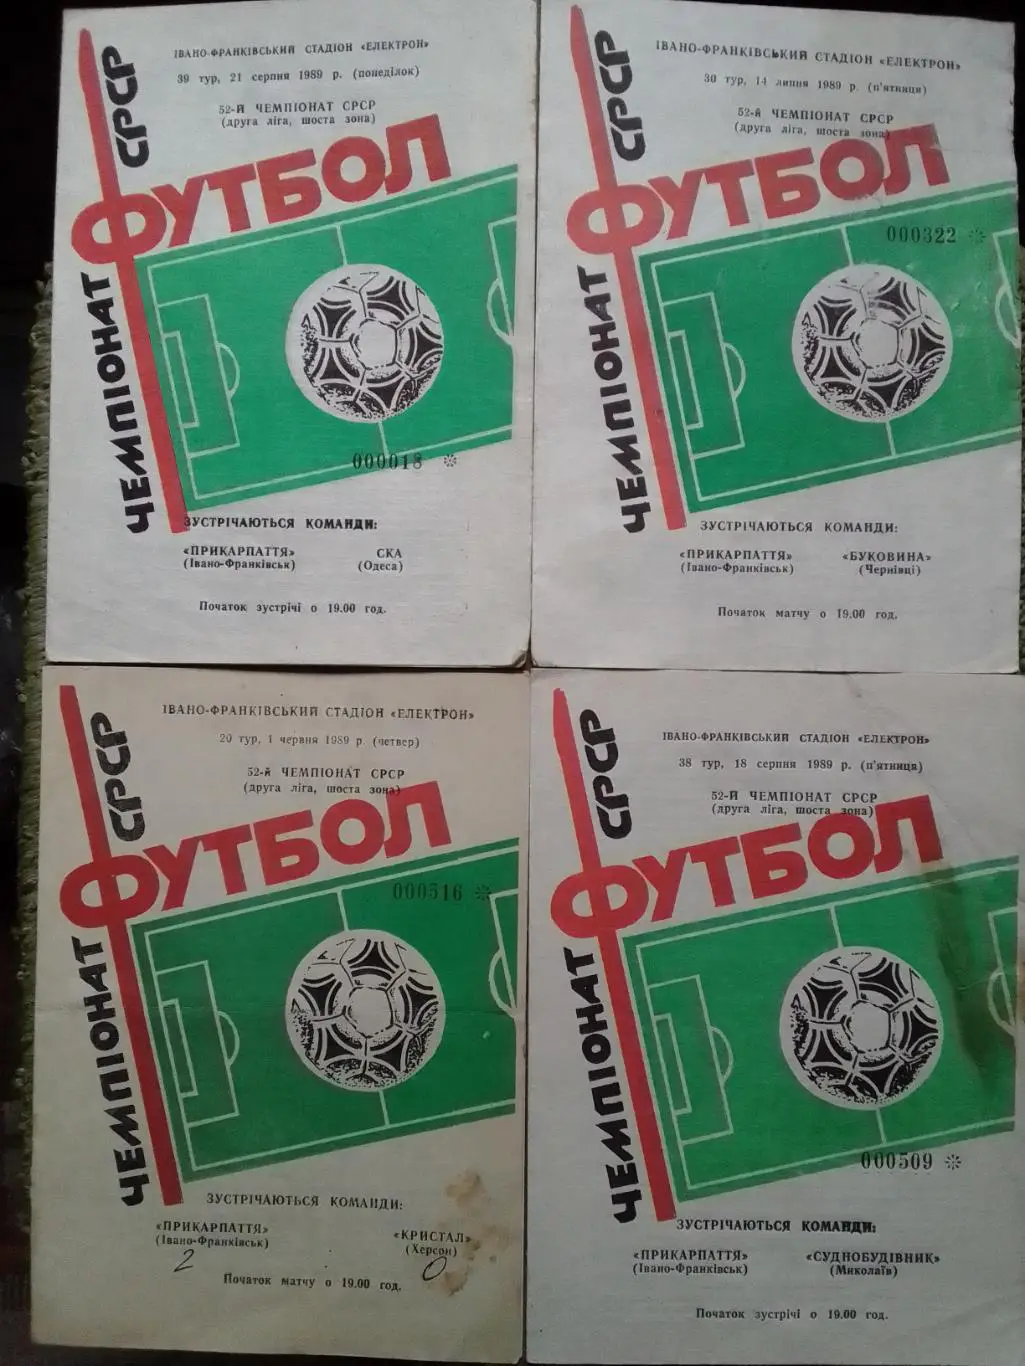 ІВАНО-ФРАНКІВСЬКИЙ СТАДІОН «ЕЛЕКТРОН»
39 тур, 21 серпня 1989 р. (понеділок)
52-Й ЧЕМПІОНАТ СРСР
(друга ліга, шоста зона)
ЧЕМПІОНАТ СРСР
ФУТБОЛ
000018 ✲
ЗУСТРІЧАЮТЬСЯ КОМАНДИ:
«ПРИКАРПАТТЯ» СКА
(Івано-Франківськ) (Одеса)
Початок зустрічі о 19.00 год.
ІВАНО-ФРАНКІВСЬКИЙ СТАДІОН «ЕЛЕКТРОН»
30 тур, 14 липня 1989 р. (п'ятниця)
52-й ЧЕМПІОНАТ СРСР
(друга ліга, шоста зона)
ЧЕМПІОНАТ СРСР
ФУТБОЛ
000322 ✲
ЗУСТРІЧАЮТЬСЯ КОМАНДИ:
«ПРИКАРПАТТЯ» «БУКОВИНА»
(Івано-Франківськ) (Чернівці)
Початок матчу о 19.00 год.
ІВАНО-ФРАНКІВСЬКИЙ СТАДІОН «ЕЛЕКТРОН»
20 тур, 1 червня 1989 р. (четвер)
52-й ЧЕМПІОНАТ СРСР
(друга ліга, шоста зона)
ЧЕМПІОНАТ СРСР
ФУТБОЛ
000516 ✲
ЗУСТРІЧАЮТЬСЯ КОМАНДИ:
«ПРИКАРПАТТЯ» «КРИСТАЛ»
(Івано-Франківськ) (Херсон)
2 0
Початок матчу о 19.00 год.
ІВАНО-ФРАНКІВСЬКИЙ СТАДІОН «ЕЛЕКТРОН»
38 тур, 18 серпня 1989 р. (п'ятниця)
52-Й ЧЕМПІОНАТ СРСР
(друга ліга, шоста зона)
ЧЕМПІОНАТ СРСР
ФУТБОЛ
000509 ✲
ЗУСТРІЧАЮТЬСЯ КОМАНДИ:
«ПРИКАРПАТТЯ» «СУДНОБУДІВНИК»
(Івано-Франківськ) (Миколаїв)
Початок зустрічі о 19.00 год.